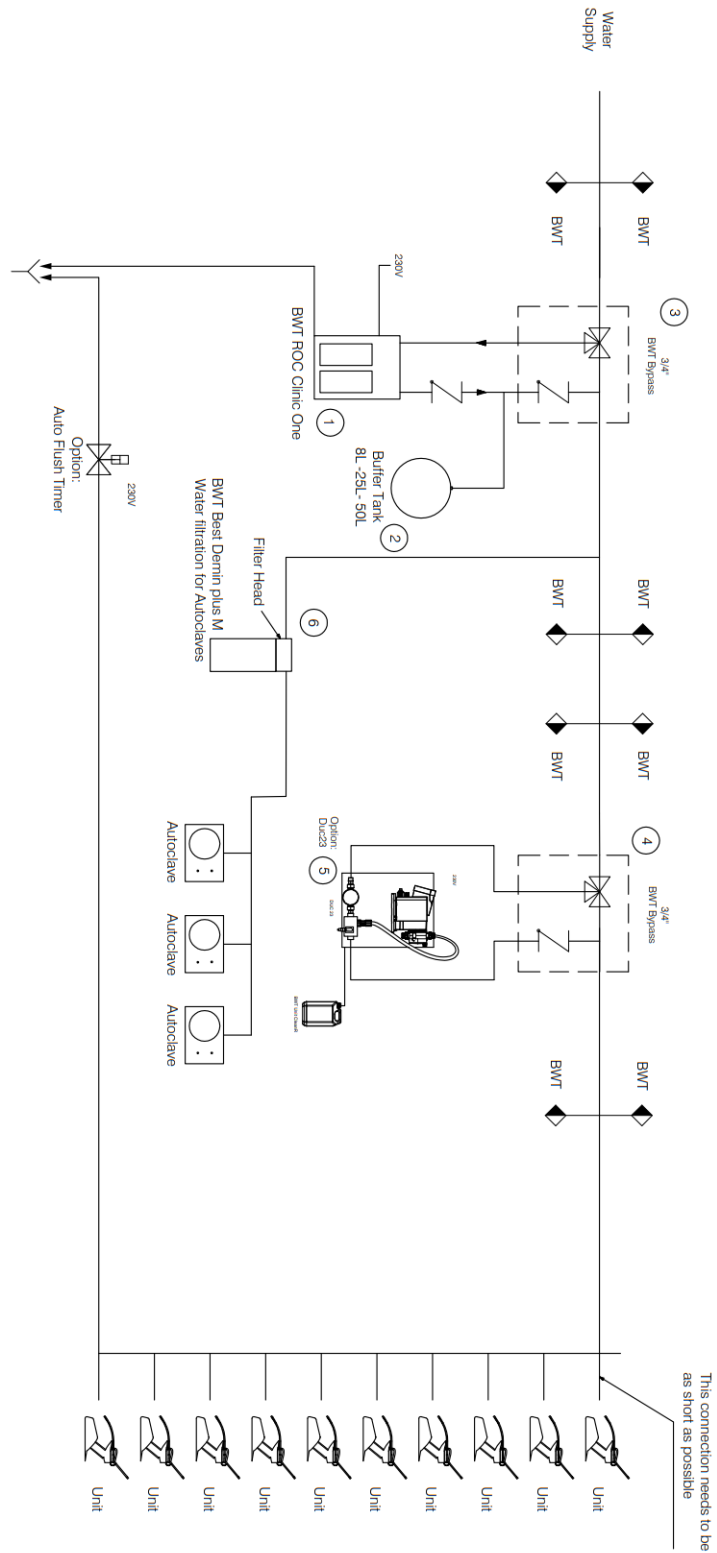 Water
Supply
BWT
BWT
3
3/4"
BWT Bypass
230V
BWT ROC Clinic One
1
Buffer Tank
8L -25L- 50L
2
Option:
Auto Flush Timer
230V
BWT Best Demin plus M
Water filtration for Autoclaves
Filter Head
6
BWT
BWT
BWT
BWT
4
3/4"
BWT Bypass
Option:
Duc23
5
230V
DUC 23
Autoclave
Autoclave
Autoclave
BWT
BWT
This connection needs to be
as short as possible
Unit
Unit
Unit
Unit
Unit
Unit
Unit
Unit
Unit
Unit